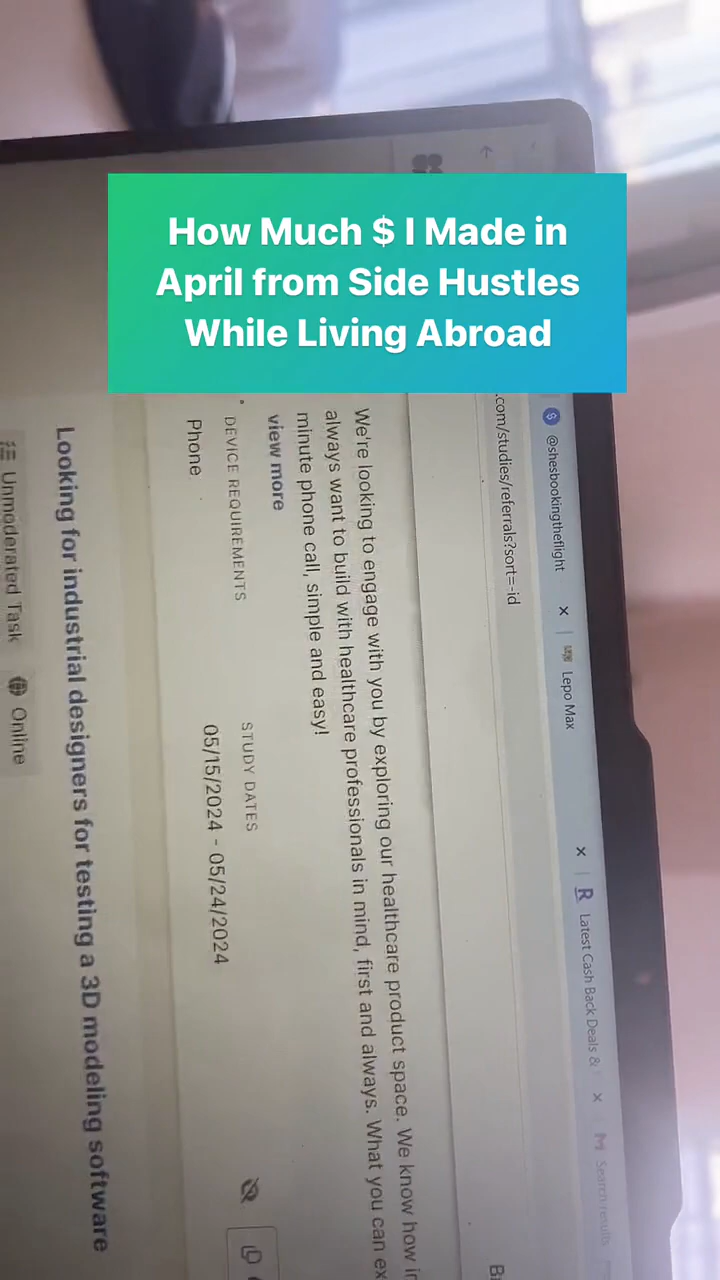 How Much $ I Made in
April from Side Hustles
While Living Abroad
@shesbookingtheflight
Lepo Max
Latest Cash Back Deals &
Search results
.com/studies/referrals?sort=-id
We're looking to engage with you by exploring our healthcare product space. We know how
always want to build with healthcare professionals in mind, first and always. What you can
minute phone call, simple and easy!
view more
DEVICE REQUIREMENTS
STUDY DATES
Phone
05/15/2024 - 05/24/2024
Looking for industrial designers for testing a 3D modeling software
Unmoderated Task
Online